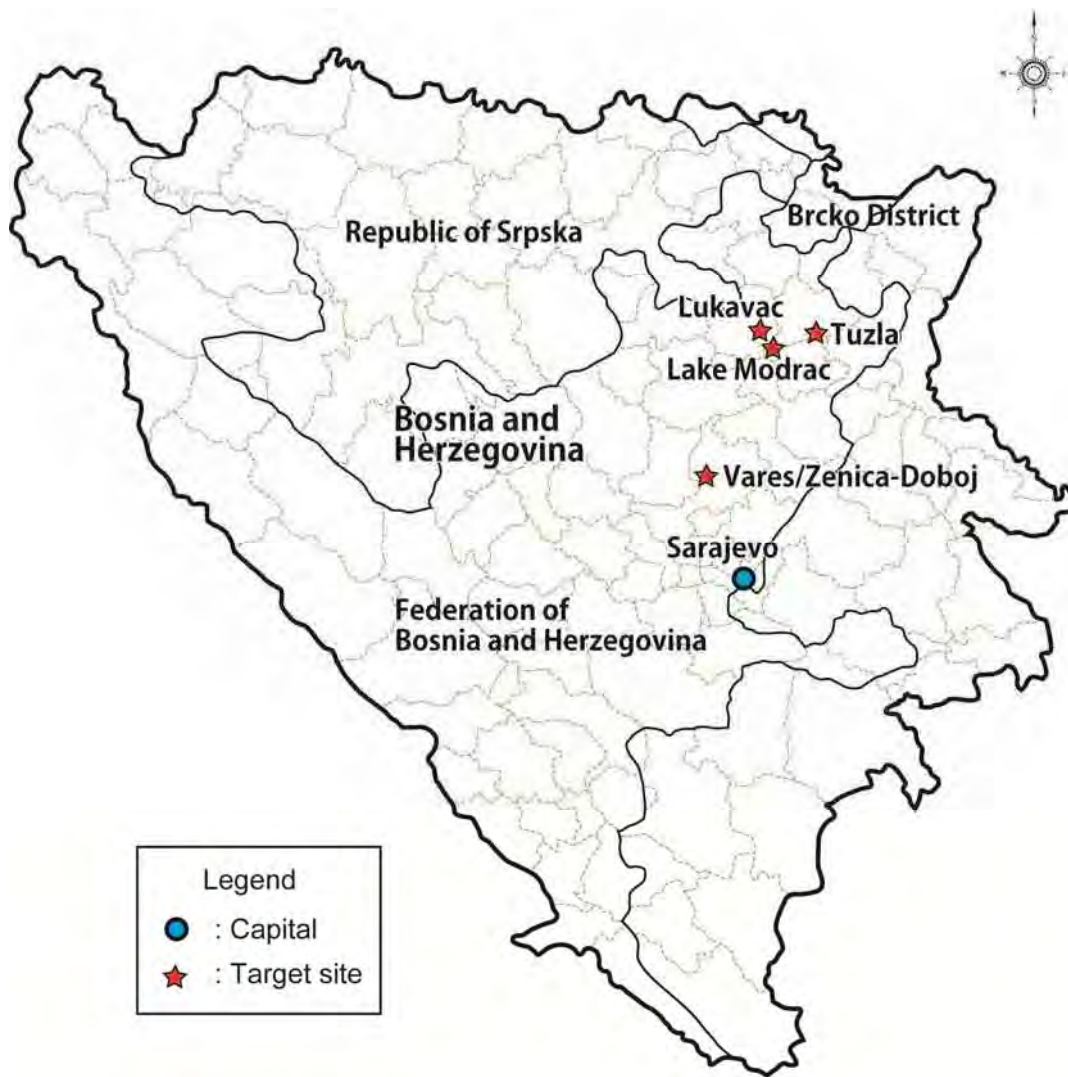 Brcko District
Republic of Srpska
Lukavac
Tuzla
Lake Modrac
Bosnia and
Herzegovina
Vares/Zenica-Doboj
Sarajevo
Federation of
Bosnia and Herzegovina
Legend
: Capital
: Target site